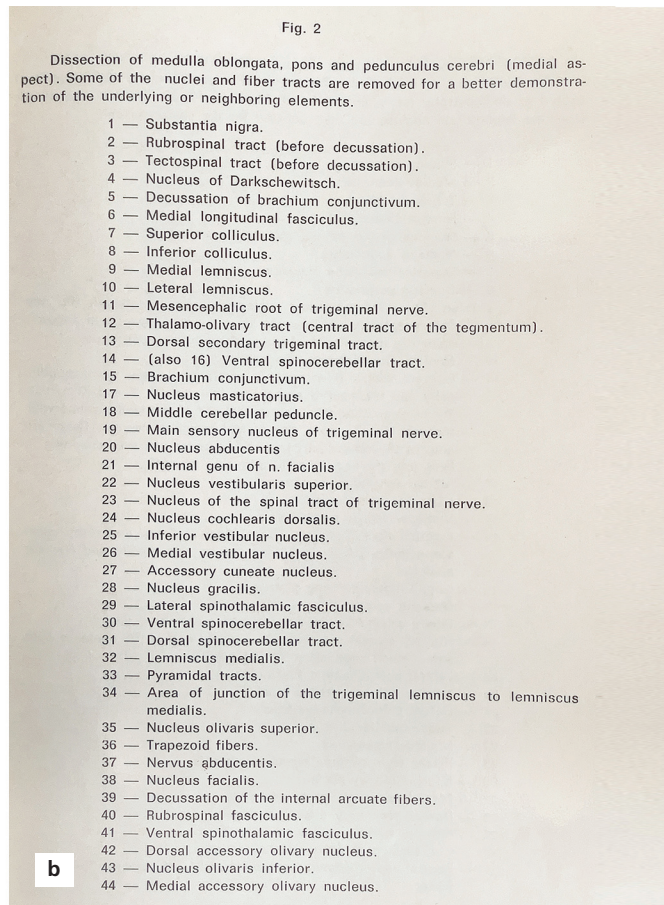 Fig. 2
Dissection of medulla oblongata, pons and pedunculus cerebri (medial as-
pect). Some of the nuclei and fiber tracts are removed for a better demonstra-
tion of the underlying or neighboring elements.
1 — Substantia nigra.
2 — Rubrospinal tract (before decussation).
3 — Tectospinal tract (before decussation).
4 — Nucleus of Darkschewitsch.
5 — Decussation of brachium conjunctivum.
6 — Medial longitudinal fasciculus.
7 — Superior colliculus.
8 — Inferior colliculus.
9 — Medial lemniscus.
10 — Leteral lemniscus.
11 — Mesencephalic root of trigeminal nerve.
12 — Thalamo-olivary tract (central tract of the tegmentum).
13 — Dorsal secondary trigeminal tract.
14 — (also 16) Ventral spinocerebellar tract.
15 — Brachium conjunctivum.
17 — Nucleus masticatorius.
18 — Middle cerebellar peduncle.
19 — Main sensory nucleus of trigeminal nerve.
20 — Nucleus abducentis
21 — Internal genu of n. facialis
22 — Nucleus vestibularis superior.
23 — Nucleus of the spinal tract of trigeminal nerve.
24 — Nucleus cochlearis dorsalis.
25 — Inferior vestibular nucleus.
26 — Medial vestibular nucleus.
27 — Accessory cuneate nucleus.
28 — Nucleus gracilis.
29 — Lateral spinothalamic fasciculus.
30 — Ventral spinocerebellar tract.
31 — Dorsal spinocerebellar tract.
32 — Lemniscus medialis.
33 — Pyramidal tracts.
34 — Area of junction of the trigeminal lemniscus to lemniscus
medialis.
35 — Nucleus olivaris superior.
36 — Trapezoid fibers.
37 — Nervus abducentis.
38 — Nucleus facialis.
39 — Decussation of the internal arcuate fibers.
40 — Rubrospinal fasciculus.
41 — Ventral spinothalamic fasciculus.
42 — Dorsal accessory olivary nucleus.
43 — Nucleus olivaris inferior.
44 — Medial accessory olivary nucleus.
b